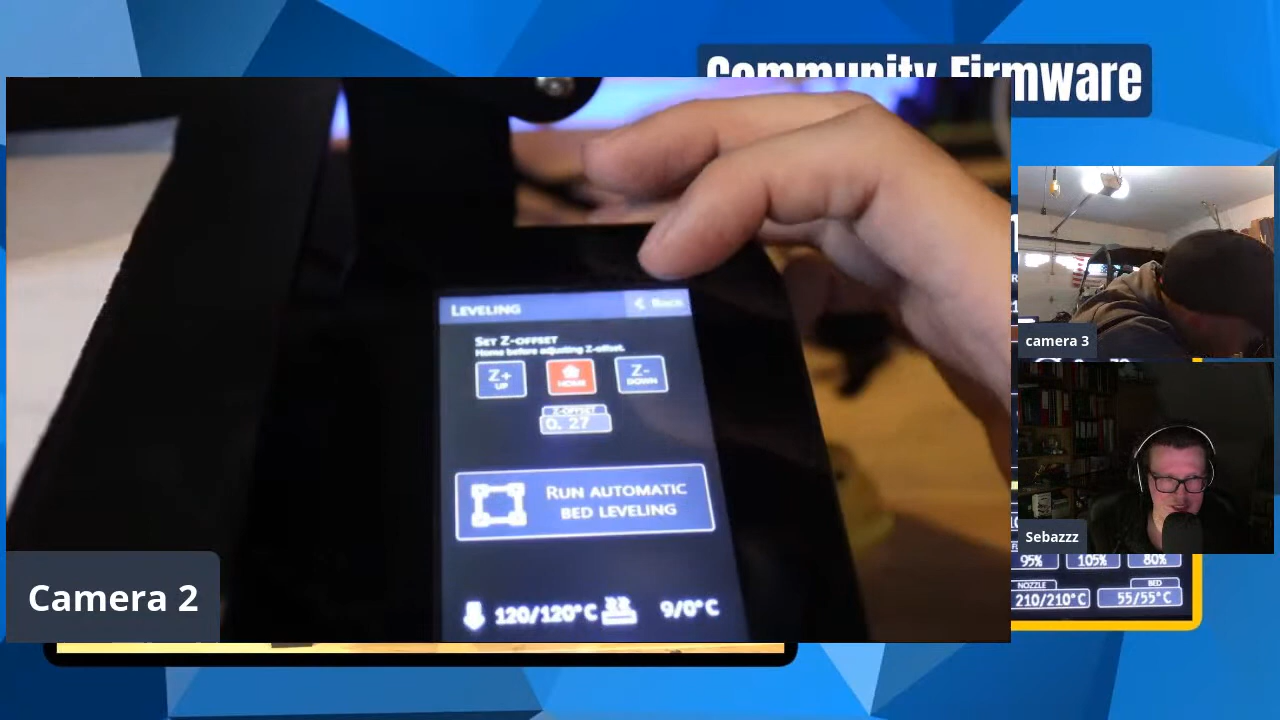 Community Firmware
LEVELING
Back
SET Z-OFFSET
Home before adjusting Z-offset.
Z+
UP
HOME
Z-
DOWN
Z-OFFSET
0.27
RUN AUTOMATIC
BED LEVELING
120/120°C
9/0°C
Camera 2
camera 3
Sebazzz
95%
105%
80%
NOZZLE
BED
210/210°C
55/55°C